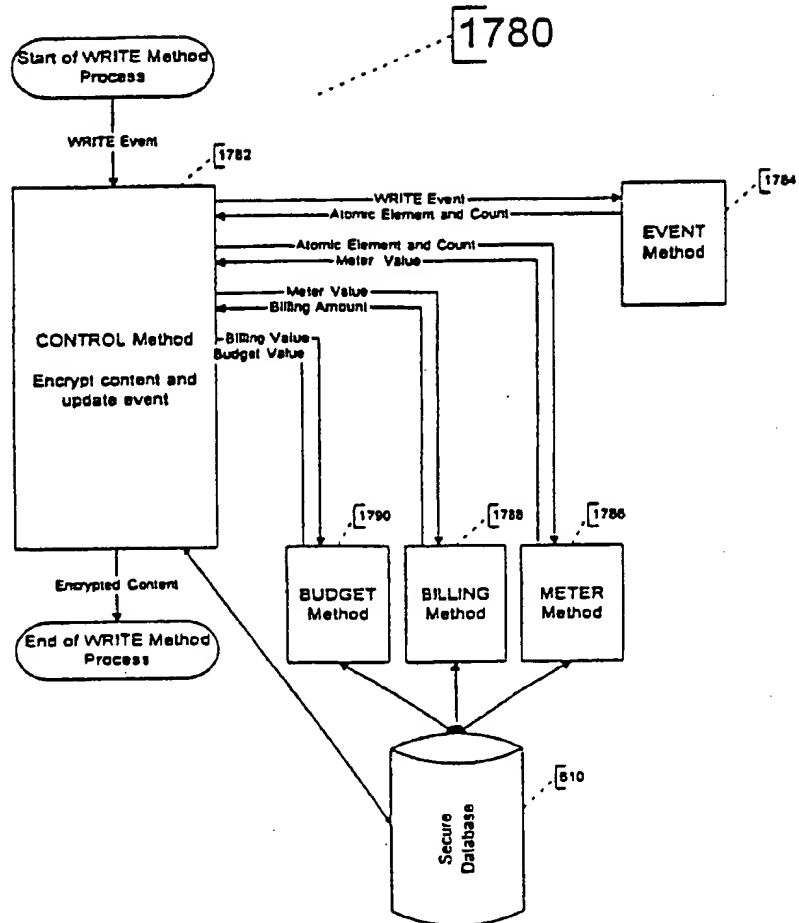 1780
Start of WRITE Method
Process
WRITE Event
1782
WRITE Event
Atomic Element and Count
1784
EVENT
Method
Atomic Element and Count
Meter Value
Meter Value
Billing Amount
Billing Value
Budget Value
CONTROL Method
Encrypt content and
update event
1790
1788
1786
BUDGET
Method
BILLING
Method
METER
Method
Encrypted Content
End of WRITE Method
Process
610
Secure
Database